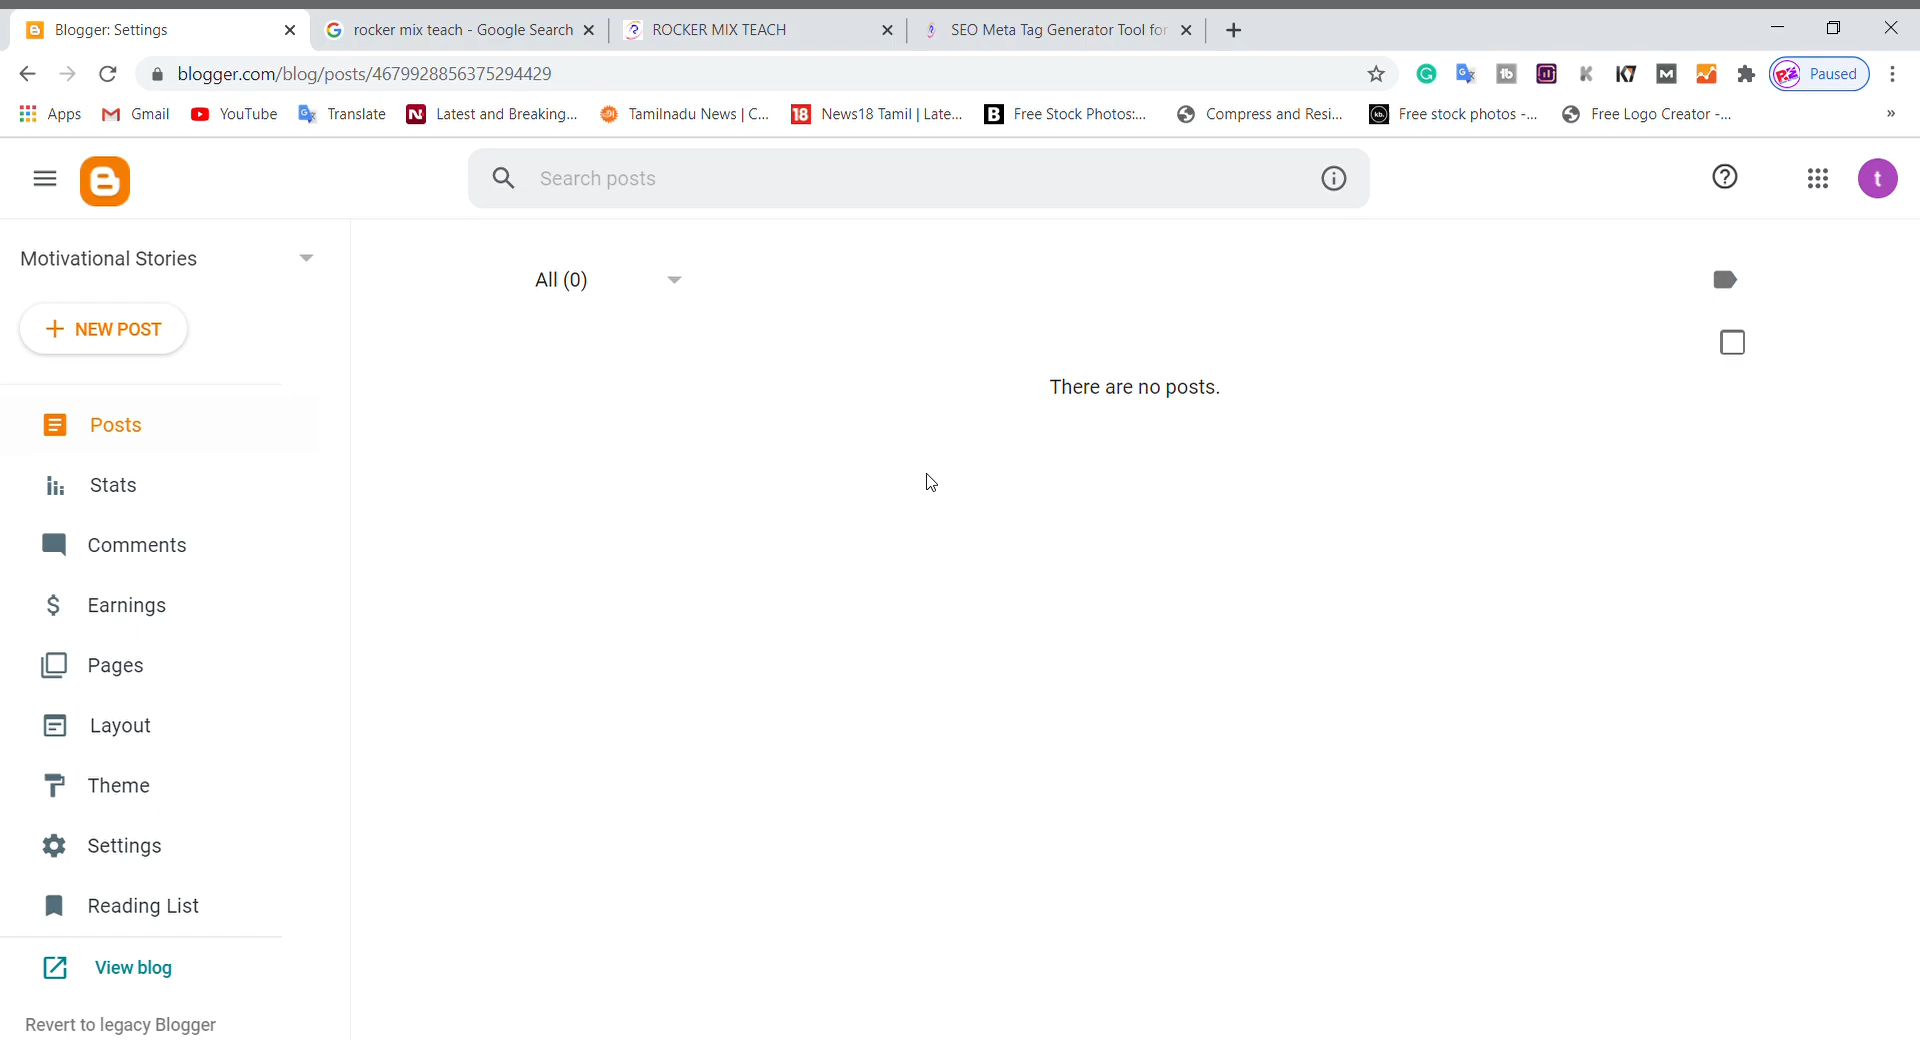 Blogger: Settings
rocker mix teach - Google Search
ROCKER MIX TEACH
SEO Meta Tag Generator Tool for
blogger.com/blog/posts/4679928856375294429
Paused
Apps
Gmail
YouTube
Translate
Latest and Breaking...
Tamilnadu News | C...
18
News18 Tamil | Late...
Free Stock Photos:...
Compress and Resi...
kb.
Free stock photos -...
Free Logo Creator -...
»
Search posts
t
Motivational Stories
All (0)
NEW POST
There are no posts.
Posts
Stats
Comments
Earnings
Pages
Layout
Theme
Settings
Reading List
View blog
Revert to legacy Blogger